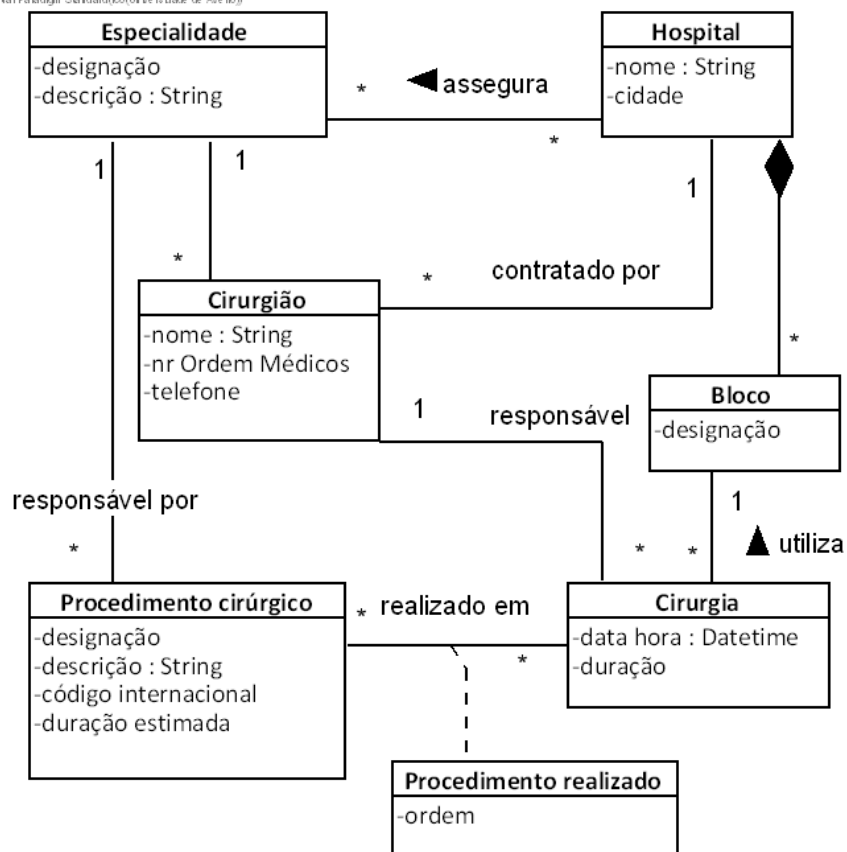 Especialidade
-designação
-descrição : String
Hospital
-nome : String
-cidade
* assegura
*
1
1
1
*
*
contratado por
Cirurgião
-nome : String
-nr Ordem Médicos
-telefone
*
Bloco
-designação
1
responsável
responsável por
1
utiliza
*
*
*
Procedimento cirúrgico
-designação
-descrição : String
-código internacional
-duração estimada
* realizado em
*
Cirurgia
-data hora : Datetime
-duração
Procedimento realizado
-ordem